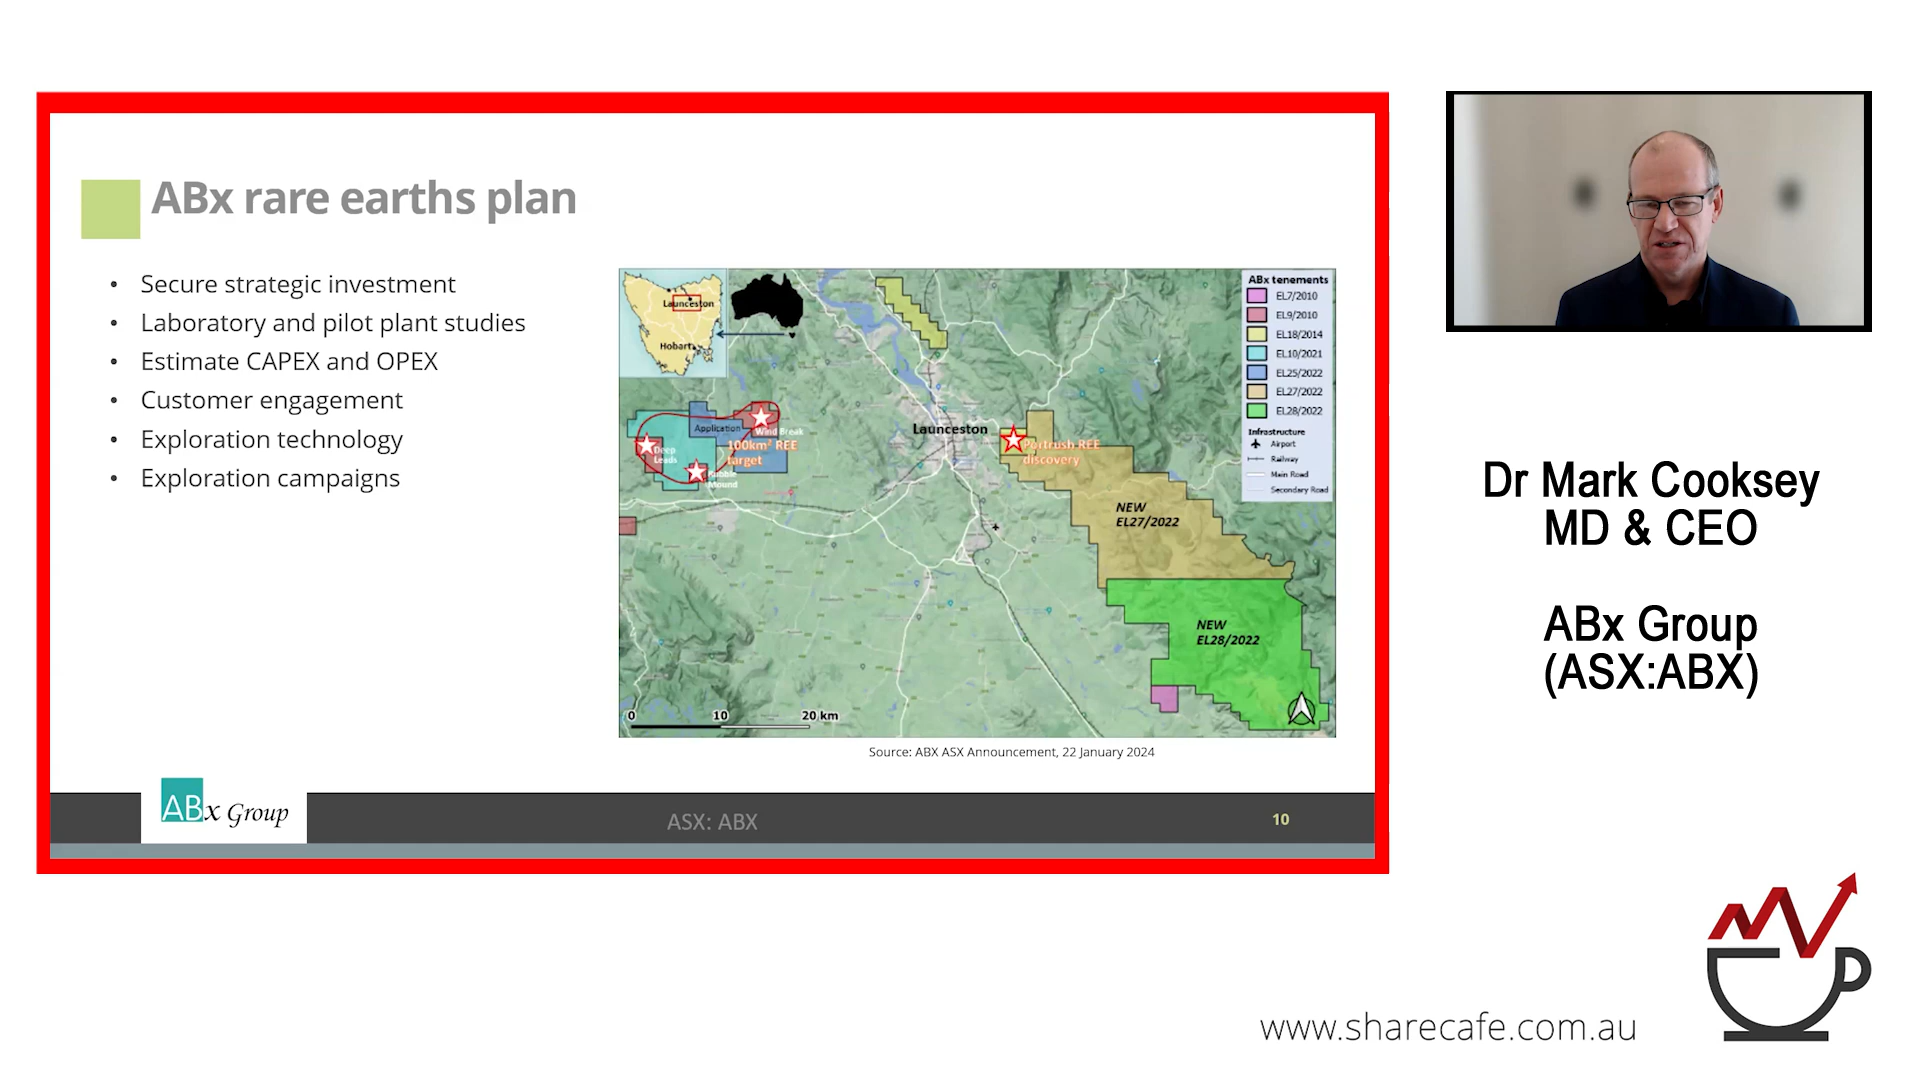 ABx rare earths plan
• Secure strategic investment
• Laboratory and pilot plant studies
• Estimate CAPEX and OPEX
• Customer engagement
• Exploration technology
• Exploration campaigns
Launceston
Hobart
ABx tenements
EL7/2010
EL9/2010
EL18/2014
EL10/2021
EL25/2022
EL27/2022
EL28/2022
Infrastructure
Airport
Railway
Main Road
Secondary Road
Application
Wind Break
100km² REE
target
Deep
Leads
Mound
Launceston
Portrush REE
discovery
NEW
EL27/2022
NEW
EL28/2022
0 10 20 km
Source: ABX ASX Announcement, 22 January 2024
ABx Group
ASX: ABX
10
Dr Mark Cooksey
MD & CEO
ABx Group
(ASX:ABX)
www.sharecafe.com.au